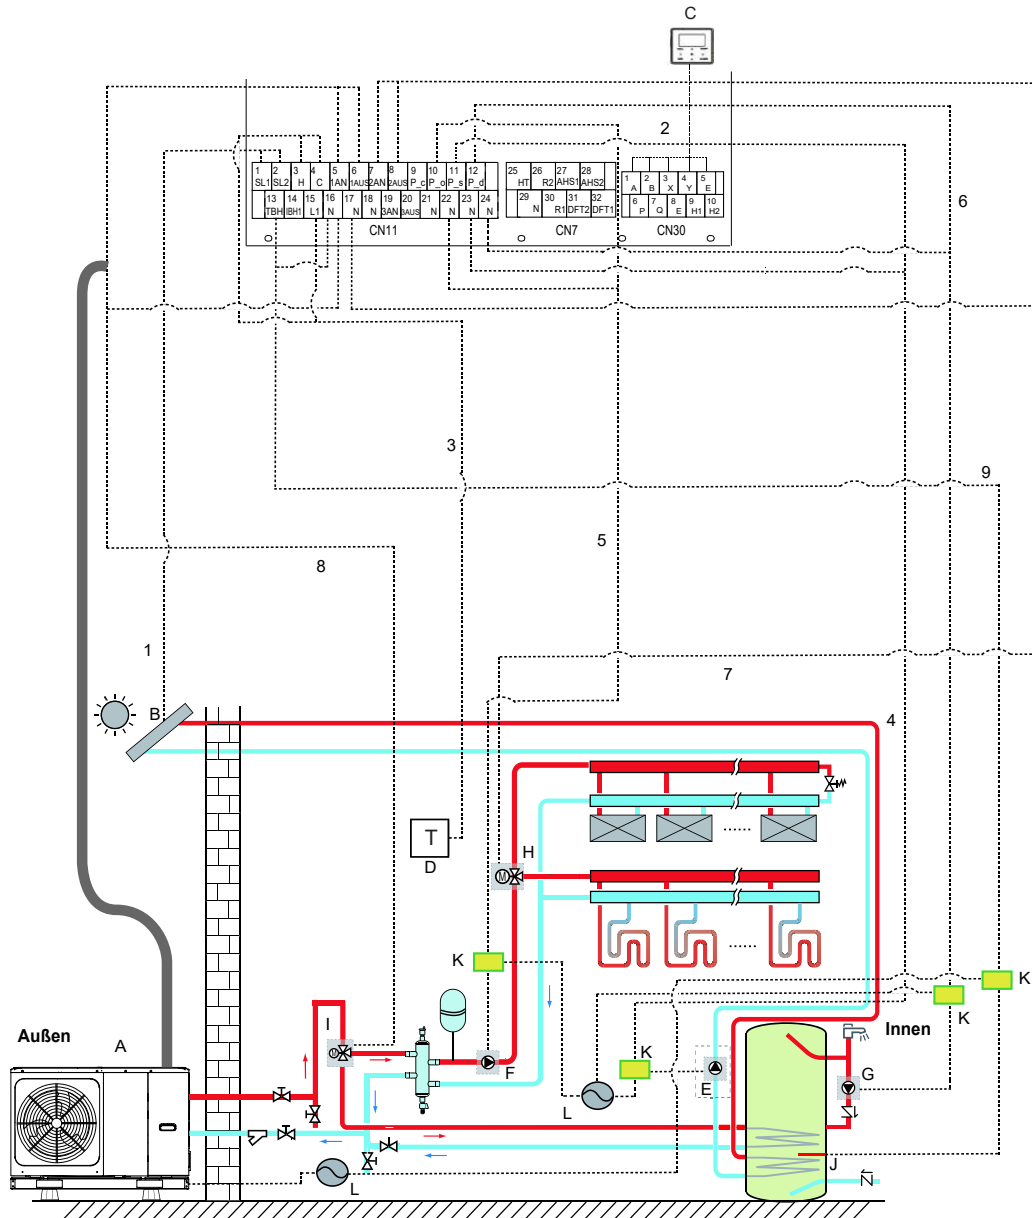 C
2
1 2 3 4 5 6 7 8 9 10 11 12
SL1 SL2 H C 1AN 1AUS 2AN 2AUS P_c P_o P_s P_d
13 14 15 16 17 18 19 20 21 22 23 24
TBH IBH1 L1 N N N 3AN 3AUS N N N N
CN11
25 26 27 28
HT R2 AHS1 AHS2
29 30 31 32
N R1 DFT2 DFT1
CN7
1 2 3 4 5
A B X Y E
6 7 8 9 10
P Q E H1 H2
CN30
6
3
9
5
8
1
7
B
4
T
D
H
M
K
K
K
Außen
A
I
M
F
K
E
Innen
G
L
J
L